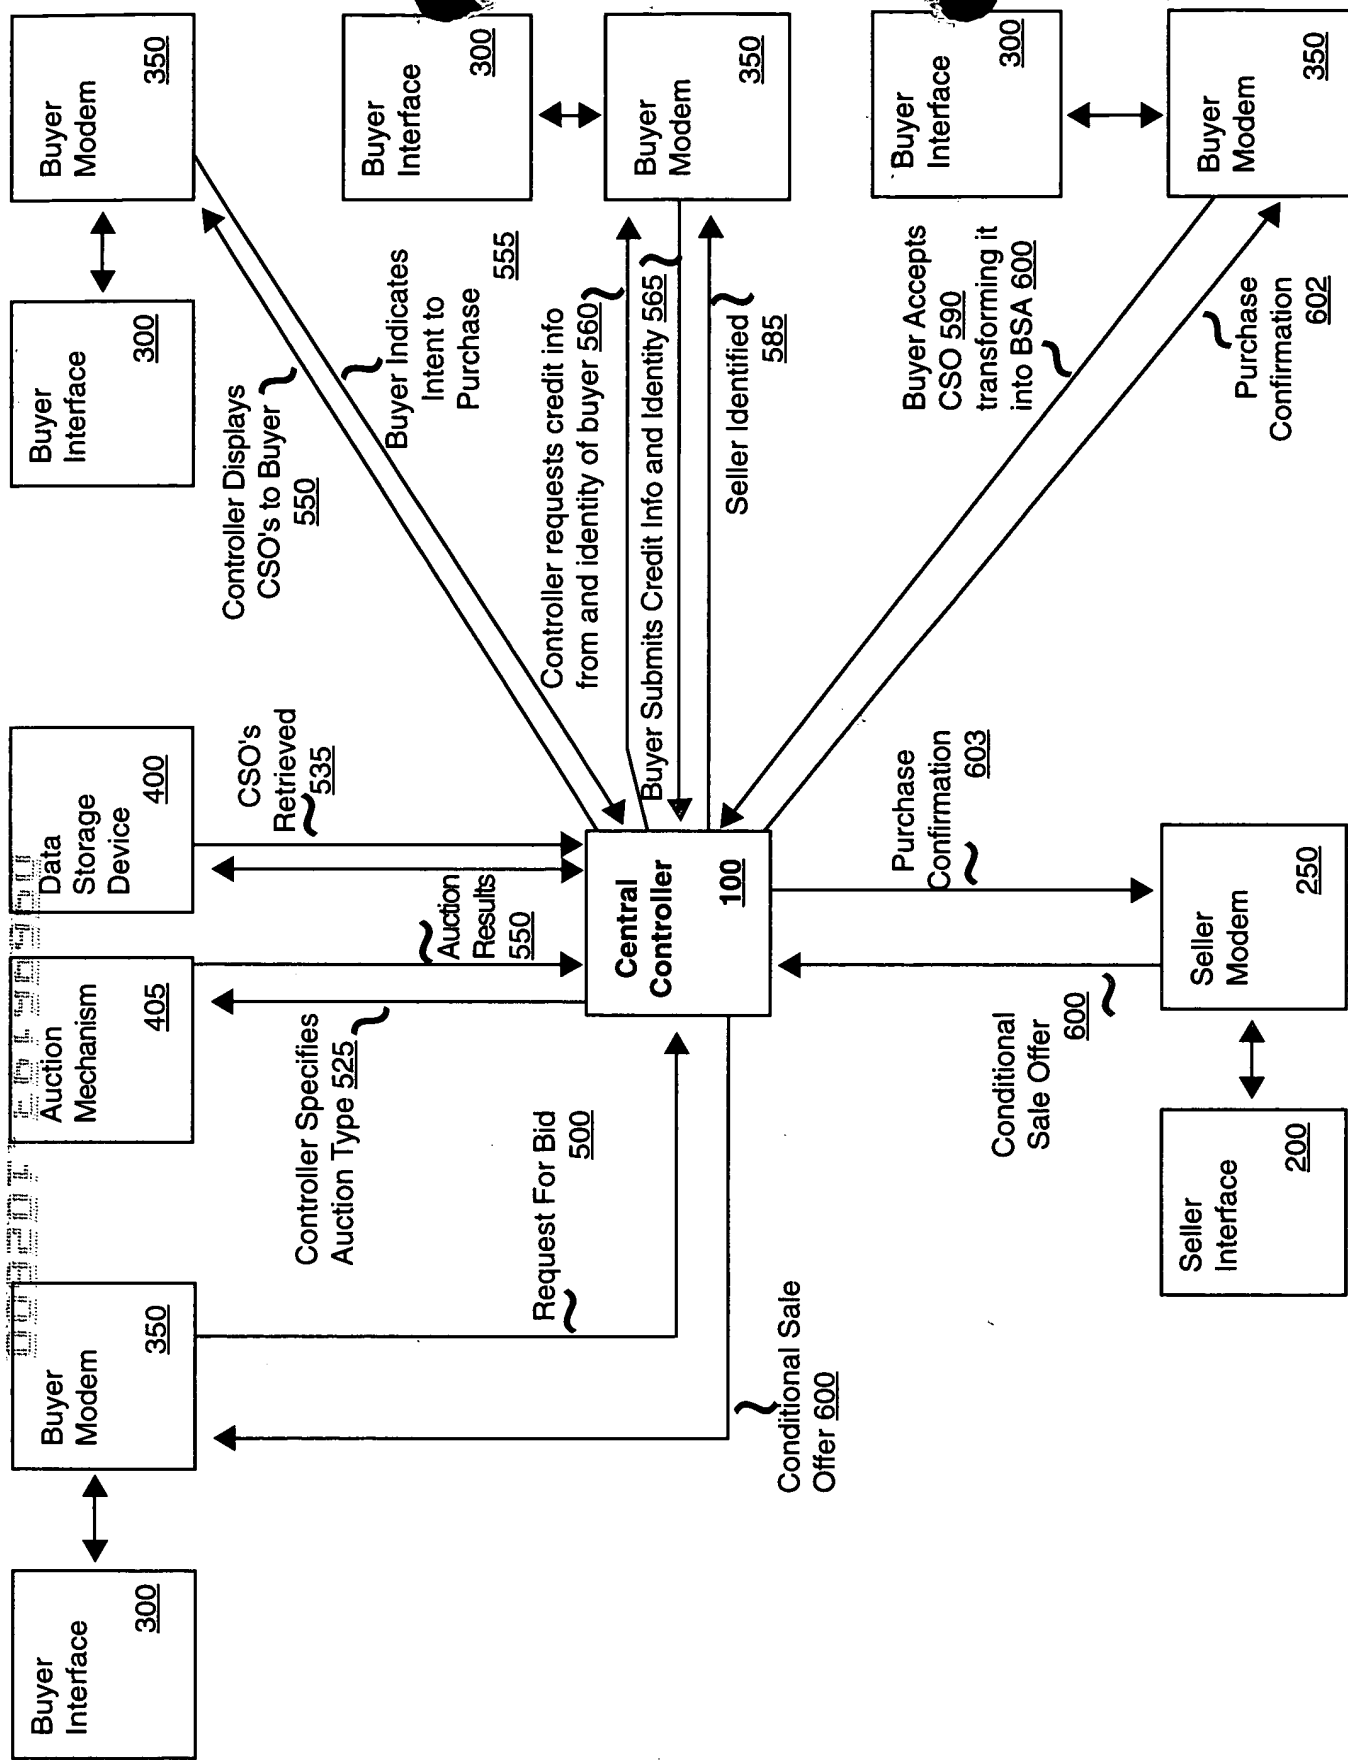 Buyer
Interface
300
Buyer
Modem
350
Auction
Mechanism
405
Data
Storage
Device
400
Buyer
Interface
300
Buyer
Modem
350
Controller Specifies
Auction Type 525
Auction
Results
550
CSO's
Retrieved
535
Controller Displays
CSO's to Buyer
550
Buyer Indicates
Intent to
Purchase
555
Buyer
Interface
300
Request For Bid
500
Central
Controller
100
Controller requests credit info
from and identity of buyer 560
Buyer Submits Credit Info and Identity 565
Seller Identified
585
Buyer
Modem
350
Conditional Sale
Offer 600
Conditional
Sale Offer
600
Purchase
Confirmation
603
Buyer Accepts
CSO 590
transforming it
into BSA 600
Purchase
Confirmation
602
Buyer
Interface
300
Buyer
Modem
350
Seller
Interface
200
Seller
Modem
250